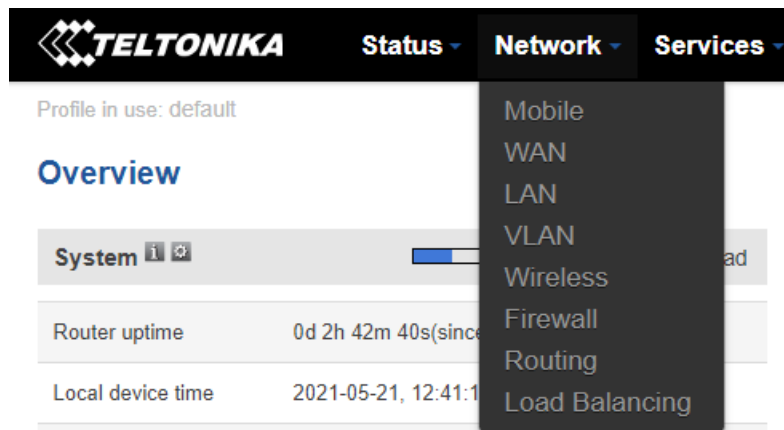 TELTONIKA Status Network Services
Profile in use: default
Overview
System ad
Router uptime 0d 2h 42m 40s(since
Local device time 2021-05-21, 12:41:1
Mobile
WAN
LAN
VLAN
Wireless
Firewall
Routing
Load Balancing